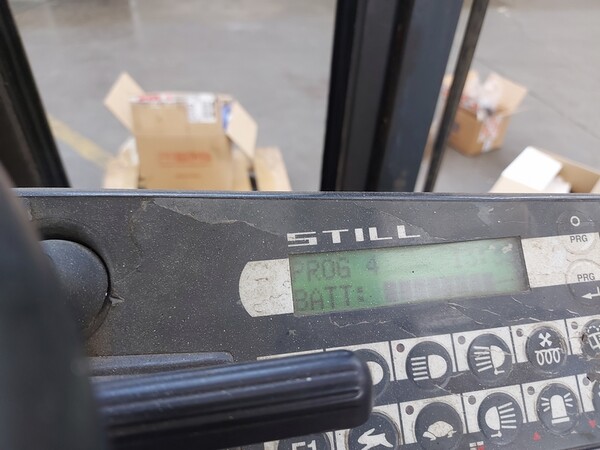 STILL
PROG 4
BATT:
PRG
PRG
F1